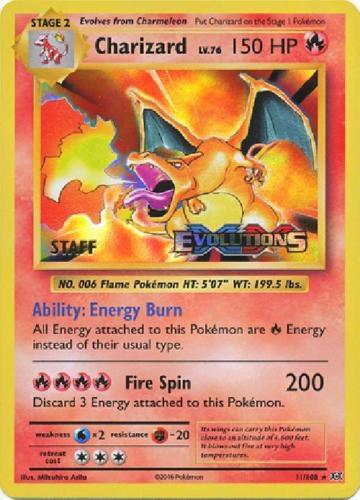 STAGE 2
Evolves from Charmeleon
Put Charizard on the Stage 1 Pokémon
Charizard LV.76 150 HP
STAFF
XY EVOLUTIONS
NO. 006 Flame Pokémon HT: 5'07" WT: 199.5 lbs.
Ability: Energy Burn
All Energy attached to this Pokémon are Energy
instead of their usual type.
Fire Spin 200
Discard 3 Energy attached to this Pokémon.
weakness ×2 resistance -20
retreat
cost
Its wings can carry this Pokémon
close to an altitude of 4,600 feet.
It blows out fire at very high
temperatures.
Illus. Mitsuhiro Arita
©2016 Pokémon
11/108 ★ XY